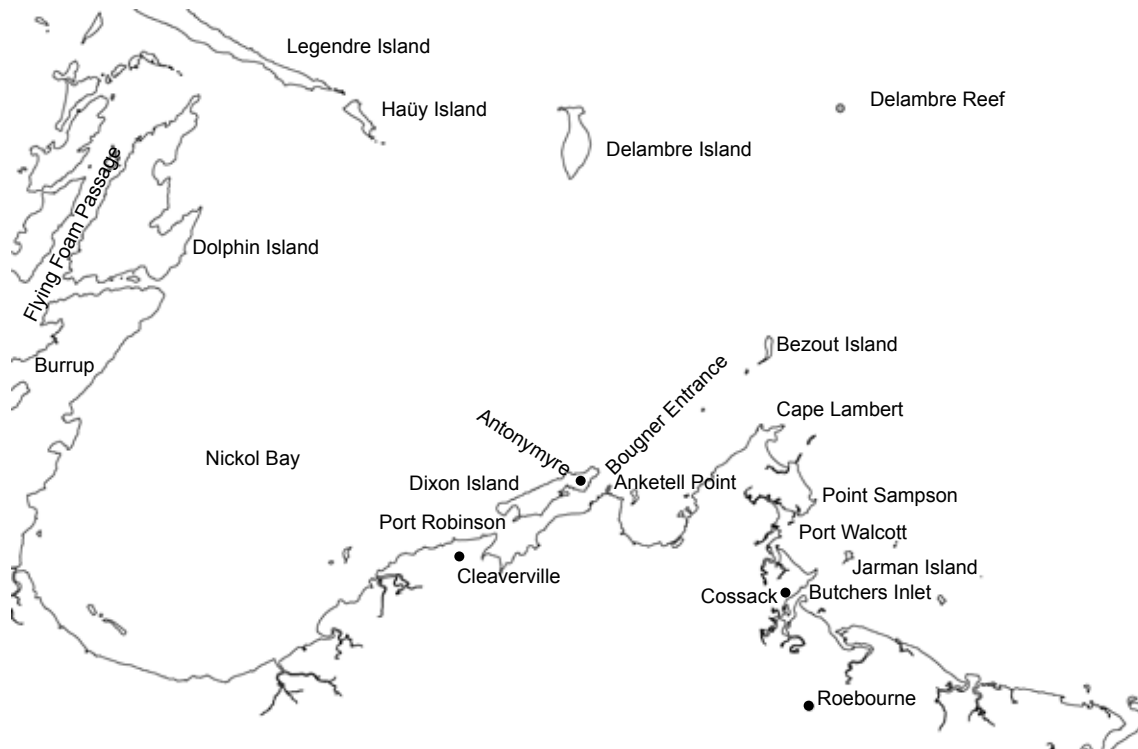 Legendre Island
Haüy Island
Delambre Reef
Delambre Island
Flying Foam Passage
Dolphin Island
Burrup
Bezout Island
Bougner Entrance
Cape Lambert
Antonymyre
Nickol Bay
Dixon Island
Anketell Point
Point Sampson
Port Robinson
Port Walcott
Cleaverville
Jarman Island
Cossack
Butchers Inlet
Roebourne